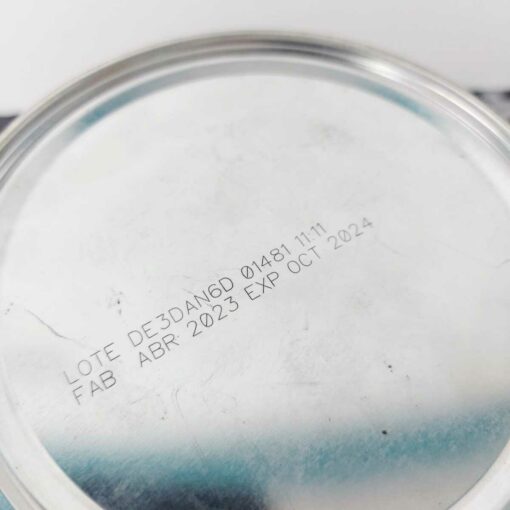 LOTE DE3DAN6D 01481 11:11
FAB ABR 2023 EXP OCT 2024